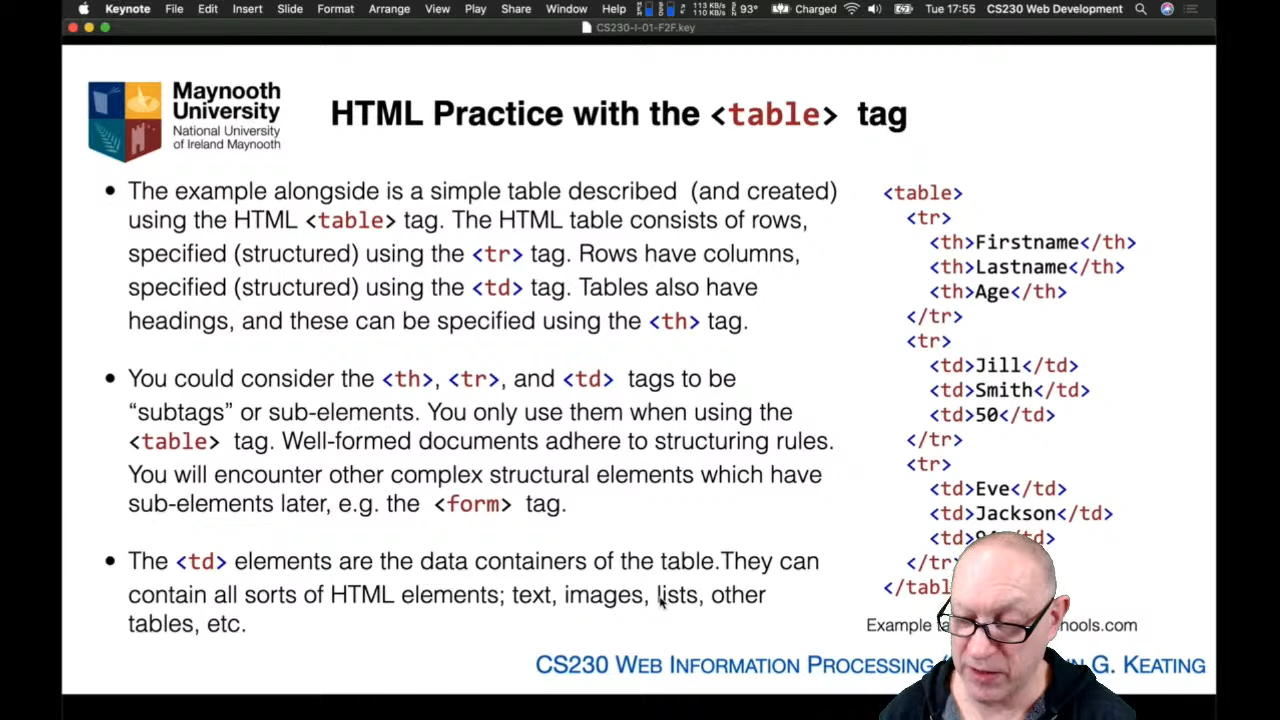 Keynote File Edit Insert Slide Format Arrange View Play Share Window Help 113 KB/s 110 KB/s 93° Charged Tue 17:55 CS230 Web Development
CS230-I-01-F2F.key
Maynooth
University
National University
of Ireland Maynooth
HTML Practice with the <table> tag
• The example alongside is a simple table described (and created)
using the HTML <table> tag. The HTML table consists of rows,
specified (structured) using the <tr> tag. Rows have columns,
specified (structured) using the <td> tag. Tables also have
headings, and these can be specified using the <th> tag.
• You could consider the <th>, <tr>, and <td> tags to be
“subtags” or sub-elements. You only use them when using the
<table> tag. Well-formed documents adhere to structuring rules.
You will encounter other complex structural elements which have
sub-elements later, e.g. the <form> tag.
• The <td> elements are the data containers of the table.They can
contain all sorts of HTML elements; text, images, lists, other
tables, etc.
<table>
<tr>
<th>Firstname</th>
<th>Lastname</th>
<th>Age</th>
</tr>
<tr>
<td>Jill</td>
<td>Smith</td>
<td>50</td>
</tr>
<tr>
<td>Eve</td>
<td>Jackson</td>
<td> </td>
</tr
</tabl
Example hools.com
CS230 Web Information Processing G. Keating